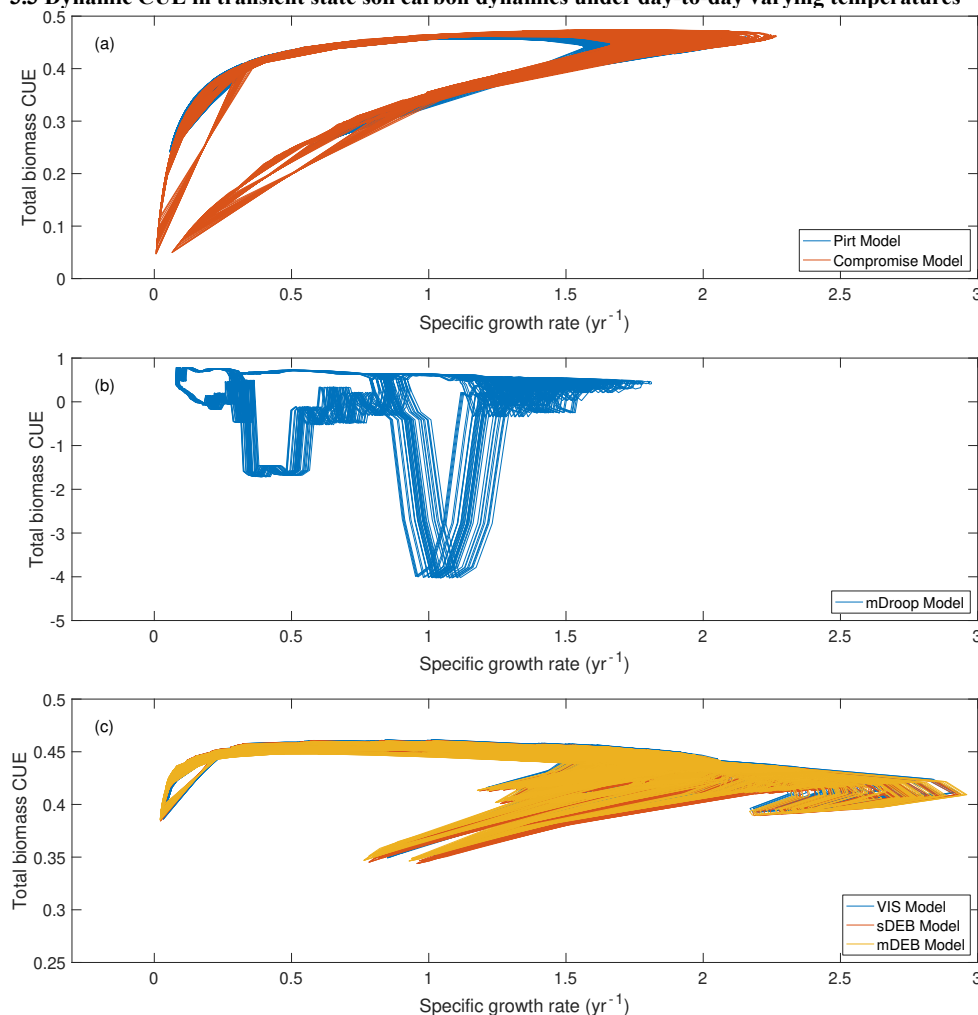 3.3 Dynamic CUE in transient state soil carbon dynamics under day-to-day varying temperatures
(a)
0.5
0.4
0.3
0.2
0.1
0
Total biomass CUE
0 0.5 1 1.5 2 2.5 3
Specific growth rate (yr-1)
Pirt Model
Compromise Model
(b)
1
0
-1
-2
-3
-4
-5
Total biomass CUE
0 0.5 1 1.5 2 2.5 3
Specific growth rate (yr-1)
mDroop Model
(c)
0.5
0.45
0.4
0.35
0.3
0.25
Total biomass CUE
0 0.5 1 1.5 2 2.5 3
Specific growth rate (yr-1)
VIS Model
sDEB Model
mDEB Model